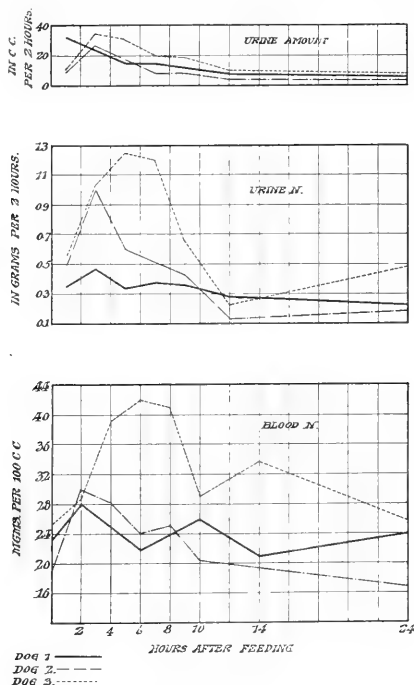 IN C C.
PER 2 HOURS.
40
20
0
URINE AMOUNT
IN GRAMS PER 2 HOURS.
1.3
1.1
0.9
0.7
0.5
0.3
0.1
URINE N.
MGMS. PER 100 C C
44
40
36
32
28
24
20
16
BLOOD N.
2 4 6 8 10 14 24
HOURS AFTER FEEDING
DOG 1
DOG 2
DOG 3